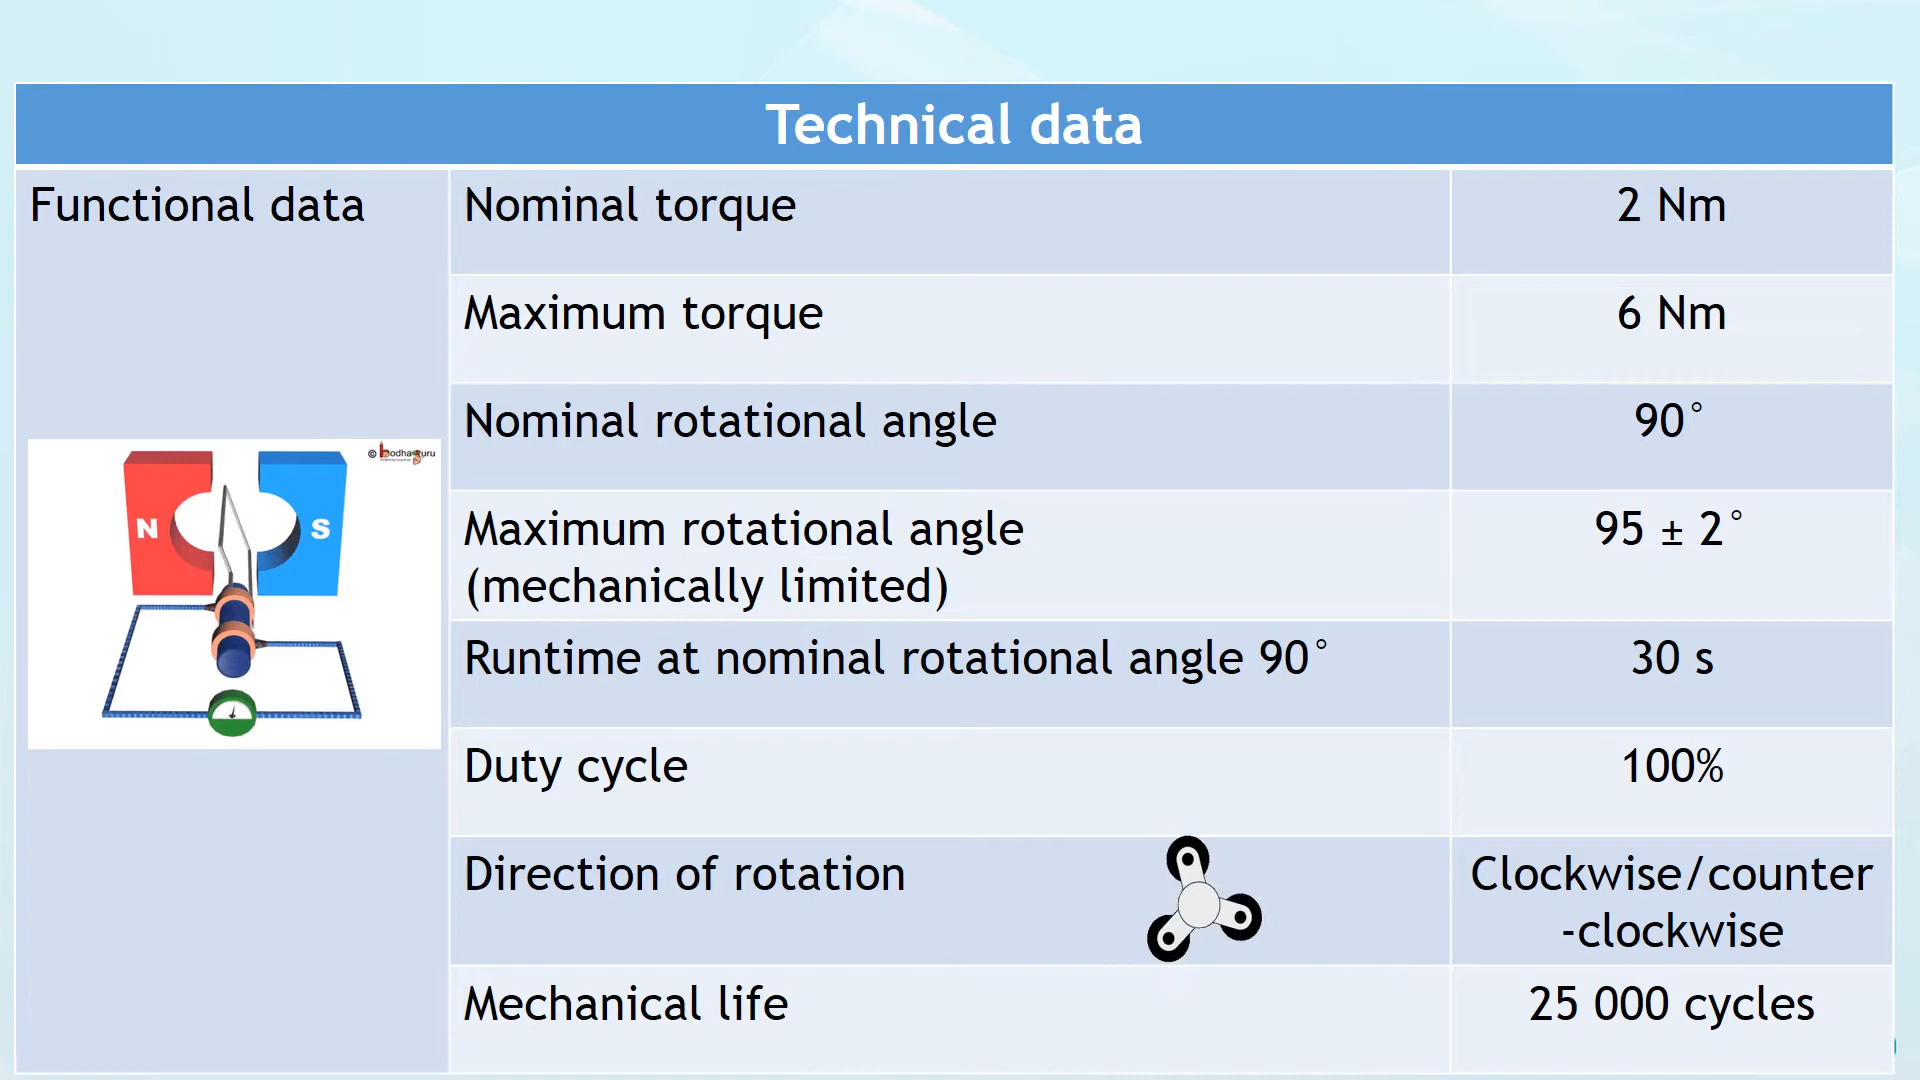 Technical data
Functional data
Nominal torque
2 Nm
Maximum torque
6 Nm
Nominal rotational angle
90°
Maximum rotational angle
(mechanically limited)
95 ± 2°
Runtime at nominal rotational angle 90°
30 s
Duty cycle
100%
Direction of rotation
Clockwise/counter
-clockwise
Mechanical life
25 000 cycles
N
S